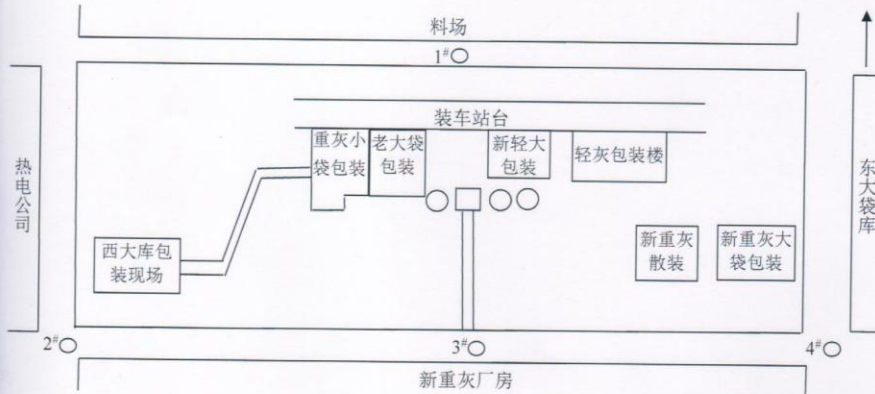 料场
1#
装车站台
重灰小
袋包装
老大袋
包装
新轻大
包装
轻灰包装楼
热电公司
东大袋库
西大库包
装现场
新重灰
散装
新重灰大
袋包装
2#
3#
4#
新重灰厂房